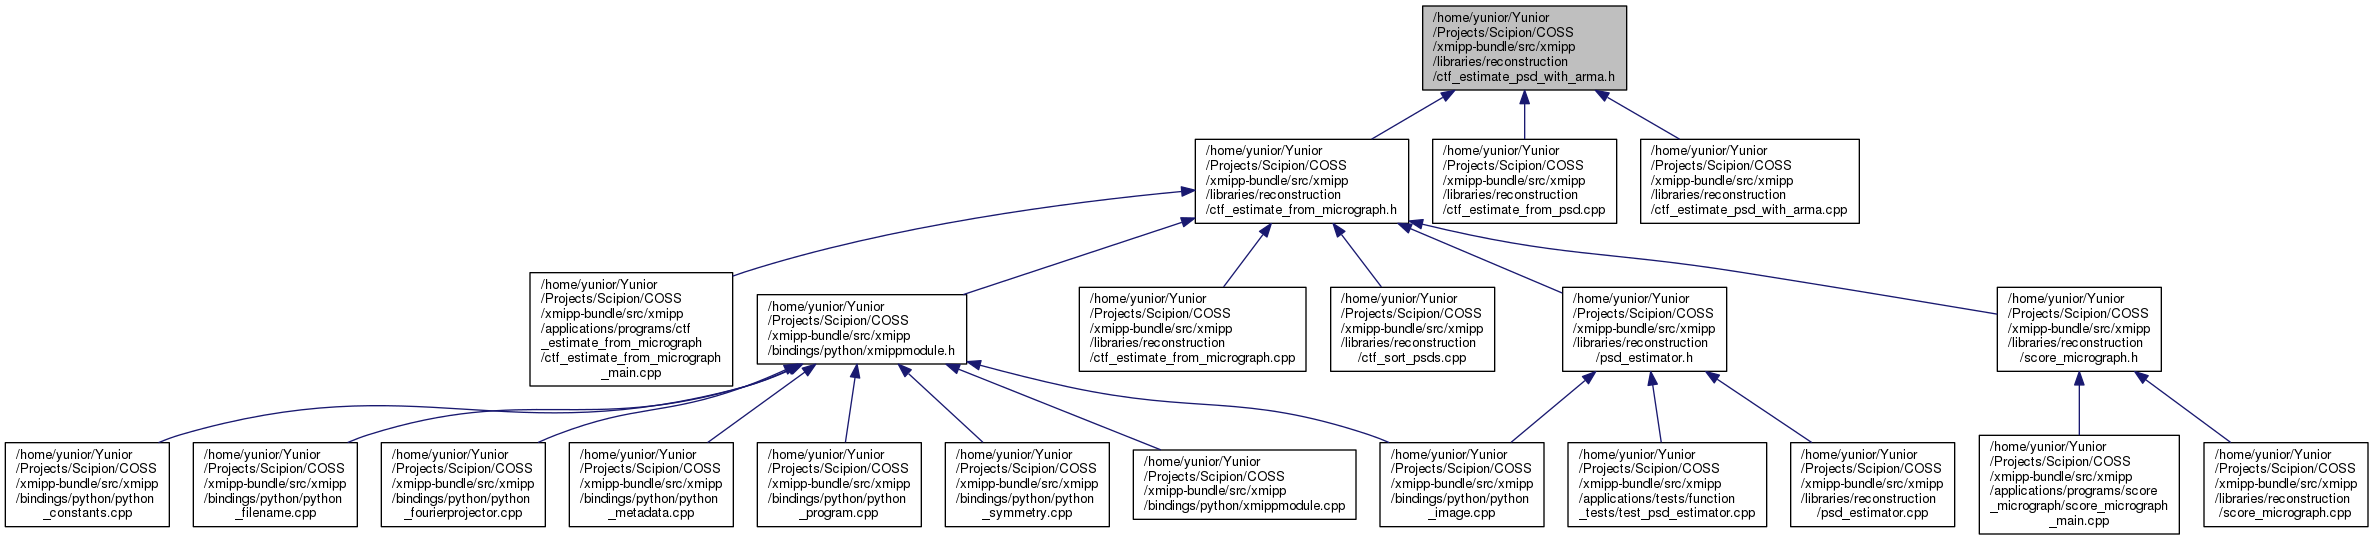 /home/yunior/Yunior
/Projects/Scipion/COSS
/xmipp-bundle/src/xmipp
/libraries/reconstruction
/ctf_estimate_psd_with_arma.h
/home/yunior/Yunior
/Projects/Scipion/COSS
/xmipp-bundle/src/xmipp
/libraries/reconstruction
/ctf_estimate_from_micrograph.h
/home/yunior/Yunior
/Projects/Scipion/COSS
/xmipp-bundle/src/xmipp
/libraries/reconstruction
/ctf_estimate_from_psd.cpp
/home/yunior/Yunior
/Projects/Scipion/COSS
/xmipp-bundle/src/xmipp
/libraries/reconstruction
/ctf_estimate_psd_with_arma.cpp
/home/yunior/Yunior
/Projects/Scipion/COSS
/xmipp-bundle/src/xmipp
/applications/programs/ctf
_estimate_from_micrograph
/ctf_estimate_from_micrograph
_main.cpp
/home/yunior/Yunior
/Projects/Scipion/COSS
/xmipp-bundle/src/xmipp
/bindings/python/xmippmodule.h
/home/yunior/Yunior
/Projects/Scipion/COSS
/xmipp-bundle/src/xmipp
/libraries/reconstruction
/ctf_estimate_from_micrograph.cpp
/home/yunior/Yunior
/Projects/Scipion/COSS
/xmipp-bundle/src/xmipp
/libraries/reconstruction
/ctf_sort_psds.cpp
/home/yunior/Yunior
/Projects/Scipion/COSS
/xmipp-bundle/src/xmipp
/libraries/reconstruction
/psd_estimator.h
/home/yunior/Yunior
/Projects/Scipion/COSS
/xmipp-bundle/src/xmipp
/libraries/reconstruction
/score_micrograph.h
/home/yunior/Yunior
/Projects/Scipion/COSS
/xmipp-bundle/src/xmipp
/bindings/python/python
_constants.cpp
/home/yunior/Yunior
/Projects/Scipion/COSS
/xmipp-bundle/src/xmipp
/bindings/python/python
_filename.cpp
/home/yunior/Yunior
/Projects/Scipion/COSS
/xmipp-bundle/src/xmipp
/bindings/python/python
_fourierprojector.cpp
/home/yunior/Yunior
/Projects/Scipion/COSS
/xmipp-bundle/src/xmipp
/bindings/python/python
_metadata.cpp
/home/yunior/Yunior
/Projects/Scipion/COSS
/xmipp-bundle/src/xmipp
/bindings/python/python
_program.cpp
/home/yunior/Yunior
/Projects/Scipion/COSS
/xmipp-bundle/src/xmipp
/bindings/python/python
_symmetry.cpp
/home/yunior/Yunior
/Projects/Scipion/COSS
/xmipp-bundle/src/xmipp
/bindings/python/xmippmodule.cpp
/home/yunior/Yunior
/Projects/Scipion/COSS
/xmipp-bundle/src/xmipp
/bindings/python/python
_image.cpp
/home/yunior/Yunior
/Projects/Scipion/COSS
/xmipp-bundle/src/xmipp
/applications/tests/function
_tests/test_psd_estimator.cpp
/home/yunior/Yunior
/Projects/Scipion/COSS
/xmipp-bundle/src/xmipp
/libraries/reconstruction
/psd_estimator.cpp
/home/yunior/Yunior
/Projects/Scipion/COSS
/xmipp-bundle/src/xmipp
/applications/programs/score
_micrograph/score_micrograph
_main.cpp
/home/yunior/Yunior
/Projects/Scipion/COSS
/xmipp-bundle/src/xmipp
/libraries/reconstruction
/score_micrograph.cpp